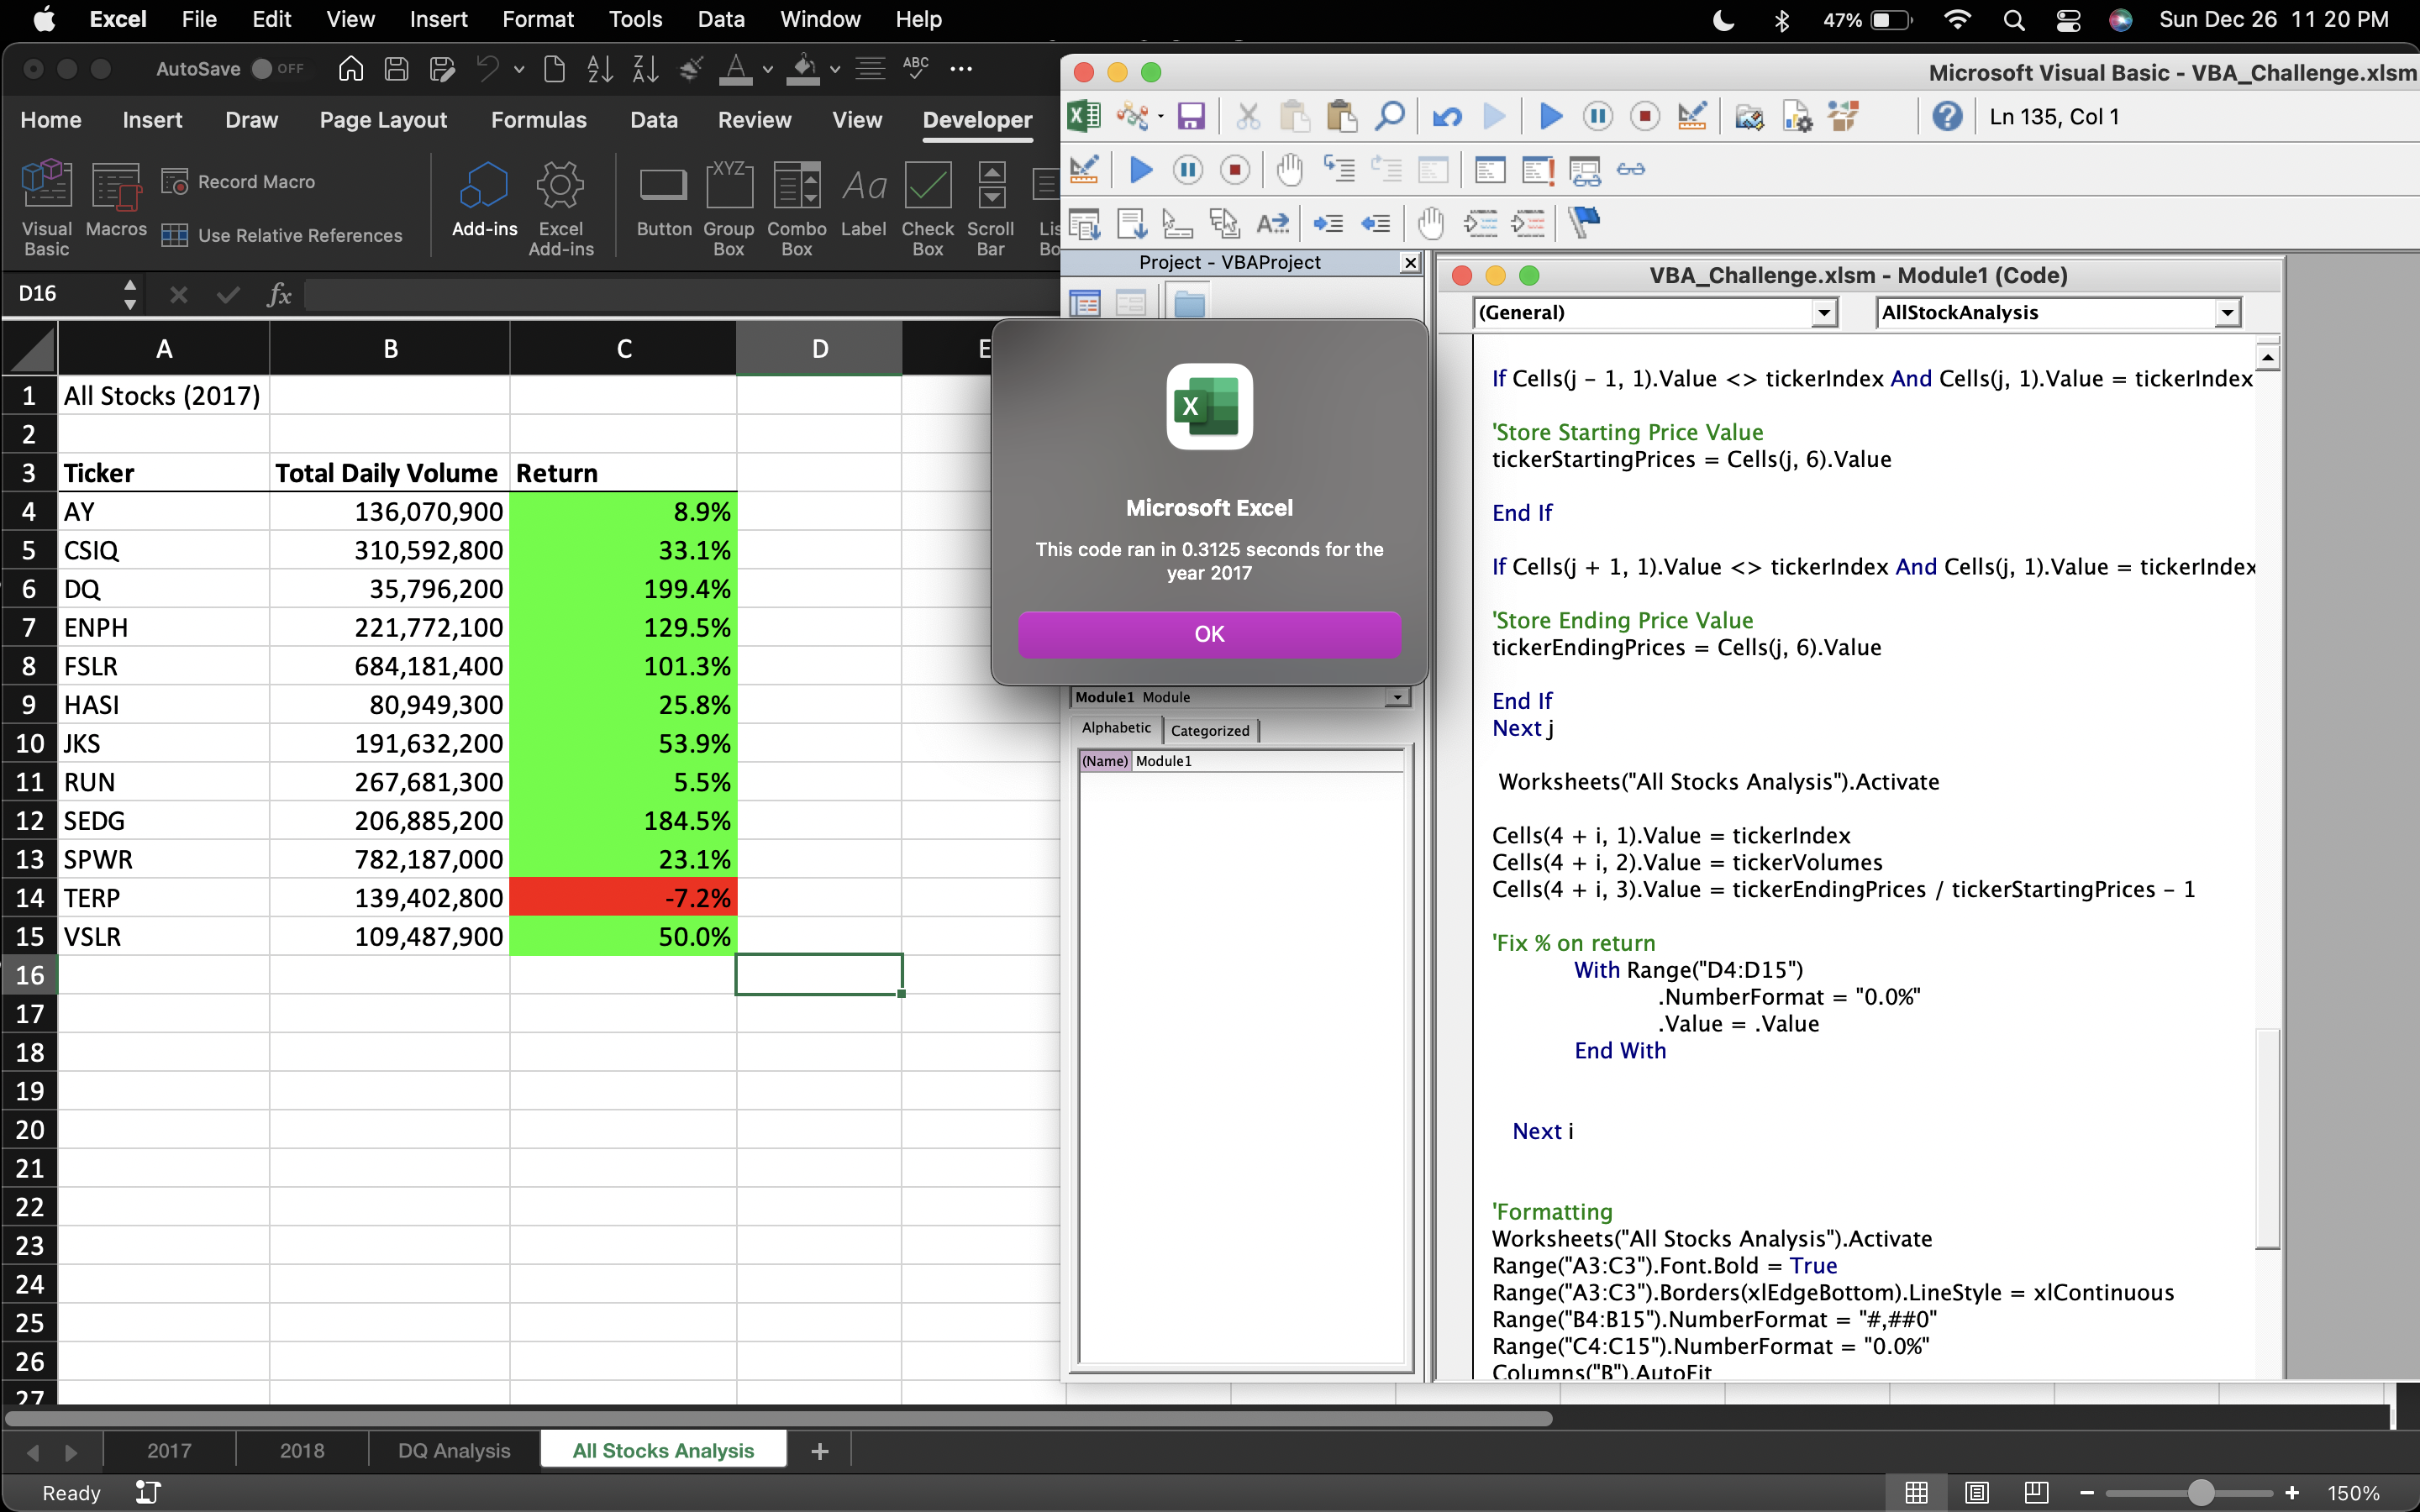 Excel File Edit View Insert Format Tools Data Window Help 47% Sun Dec 26 11 20 PM
AutoSave OFF
ABC
Microsoft Visual Basic - VBA_Challenge.xlsm
Home Insert Draw Page Layout Formulas Data Review View Developer
Ln 135, Col 1
Visual Basic
Macros
Record Macro
Use Relative References
Add-ins
Excel Add-ins
Button
XYZ
Group Box
Combo Box
Aa
Label
Check Box
Scroll Bar
Project - VBAProject
VBA_Challenge.xlsm - Module1 (Code)
D16 fx
(General) AllStockAnalysis
A B C D E
1 All Stocks (2017)
2
3 Ticker Total Daily Volume Return
4 AY 136,070,900 8.9%
5 CSIQ 310,592,800 33.1%
6 DQ 35,796,200 199.4%
7 ENPH 221,772,100 129.5%
8 FSLR 684,181,400 101.3%
9 HASI 80,949,300 25.8%
10 JKS 191,632,200 53.9%
11 RUN 267,681,300 5.5%
12 SEDG 206,885,200 184.5%
13 SPWR 782,187,000 23.1%
14 TERP 139,402,800 -7.2%
15 VSLR 109,487,900 50.0%
16
17
18
19
20
21
22
23
24
25
26
27
X
Microsoft Excel
This code ran in 0.3125 seconds for the
year 2017
OK
Module1 Module
Alphabetic Categorized
(Name) Module1
If Cells(j - 1, 1).Value <> tickerIndex And Cells(j, 1).Value = tickerIndex
'Store Starting Price Value
tickerStartingPrices = Cells(j, 6).Value
End If
If Cells(j + 1, 1).Value <> tickerIndex And Cells(j, 1).Value = tickerIndex
'Store Ending Price Value
tickerEndingPrices = Cells(j, 6).Value
End If
Next j
Worksheets("All Stocks Analysis").Activate
Cells(4 + i, 1).Value = tickerIndex
Cells(4 + i, 2).Value = tickerVolumes
Cells(4 + i, 3).Value = tickerEndingPrices / tickerStartingPrices - 1
'Fix % on return
With Range("D4:D15")
.NumberFormat = "0.0%"
.Value = .Value
End With
Next i
'Formatting
Worksheets("All Stocks Analysis").Activate
Range("A3:C3").Font.Bold = True
Range("A3:C3").Borders(xlEdgeBottom).LineStyle = xlContinuous
Range("B4:B15").NumberFormat = "#,##0"
Range("C4:C15").NumberFormat = "0.0%"
Columns("B").AutoFit
2017 2018 DQ Analysis All Stocks Analysis +
Ready 150%